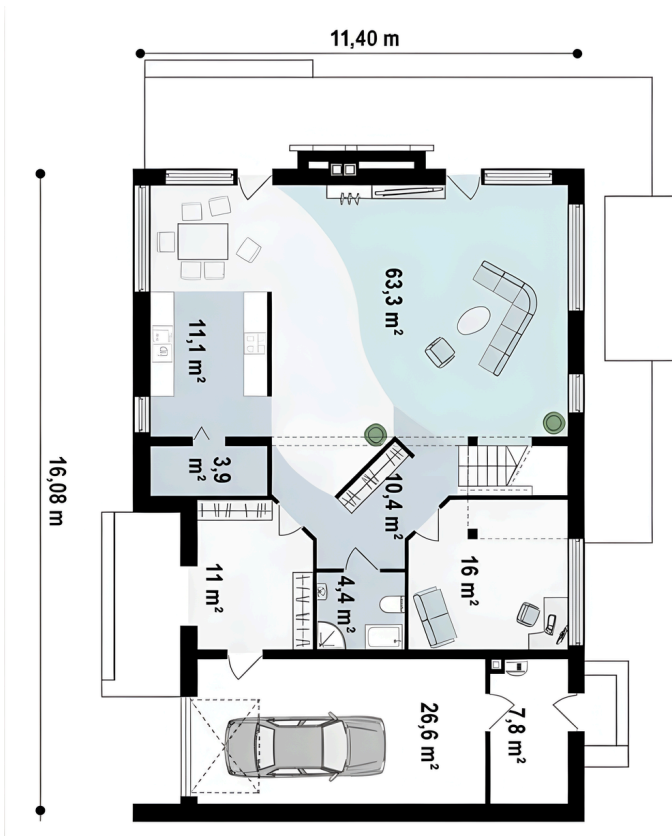 11,40 m
63,3 m²
11,1 m²
16,08 m
3,9
m²
10,4 m²
11 m²
4,4 m²
16 m²
26,6 m²
7,8 m²